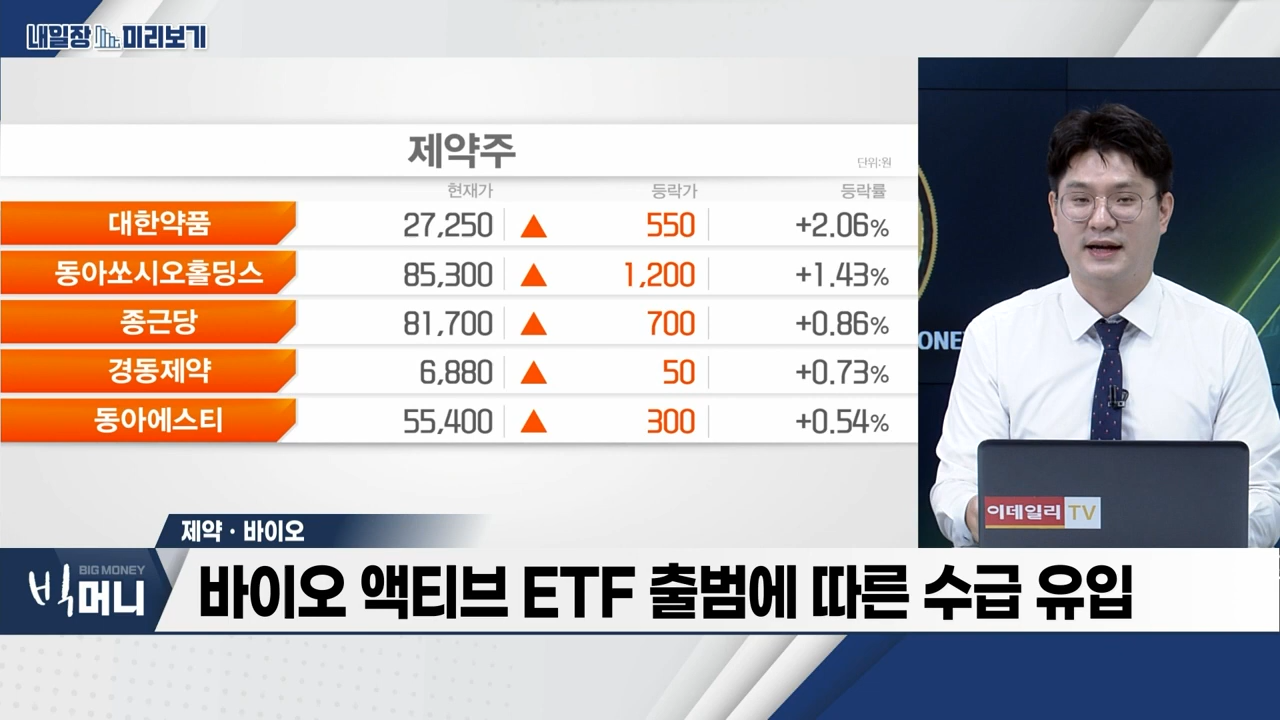 내일장 미리보기
제약주
단위:원
현재가 등락가 등락률
대한약품 27,250 ▲ 550 +2.06%
동아쏘시오홀딩스 85,300 ▲ 1,200 +1.43%
종근당 81,700 ▲ 700 +0.86%
경동제약 6,880 ▲ 50 +0.73%
동아에스티 55,400 ▲ 300 +0.54%
ONE
이데일리 TV
제약·바이오
BIG MONEY
빅머니
바이오 액티브 ETF 출범에 따른 수급 유입